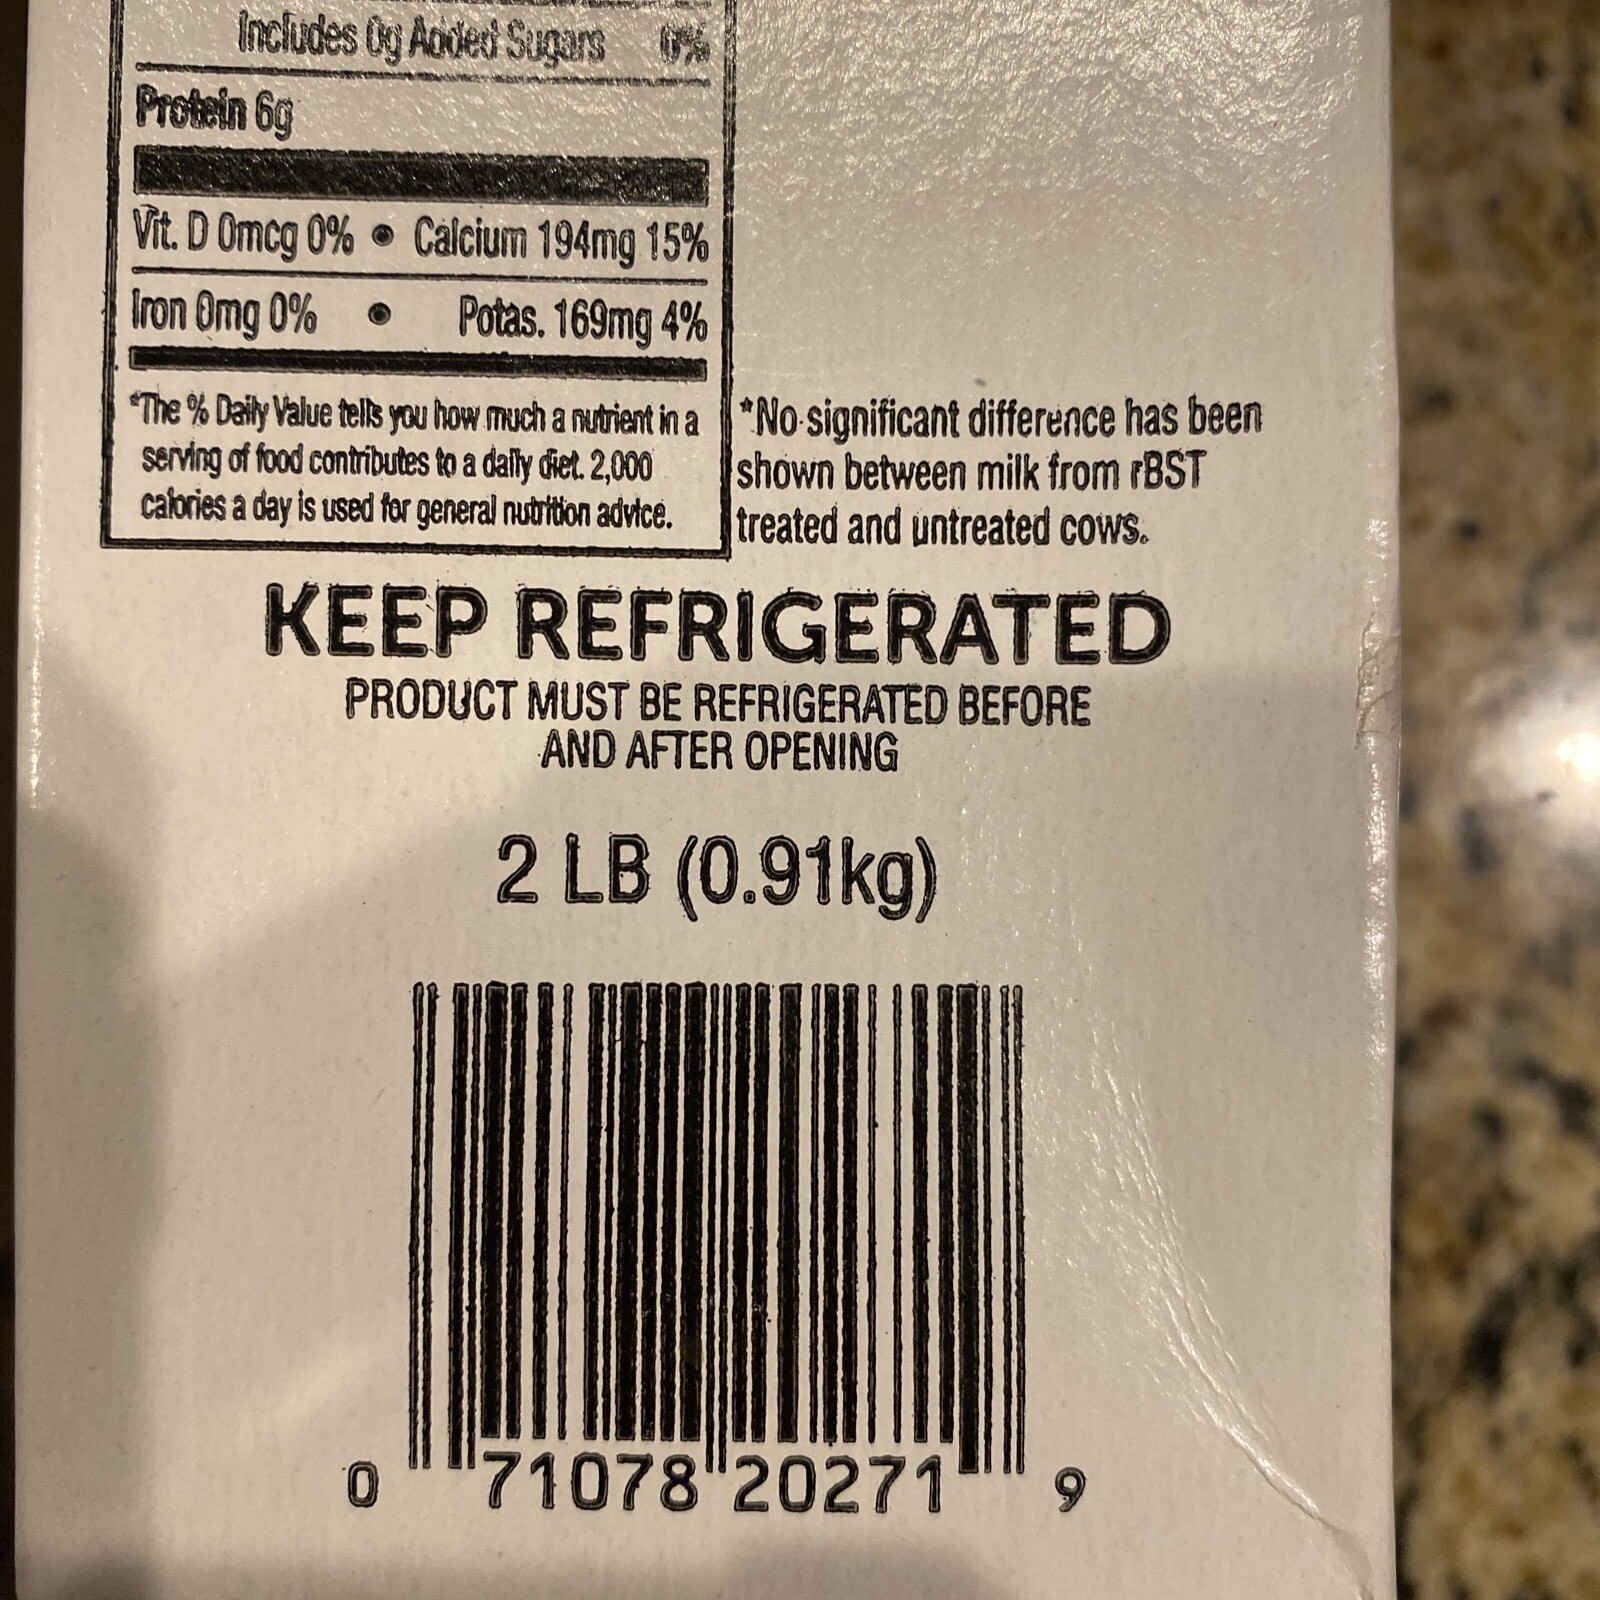 Includes 0g Added Sugars 0%
Protein 6g
Vit. D 0mcg 0% • Calcium 194mg 15%
Iron 0mg 0% • Potas. 169mg 4%
*The % Daily Value tells you how much a nutrient in a
serving of food contributes to a daily diet. 2,000
calories a day is used for general nutrition advice.
*No significant difference has been
shown between milk from rBST
treated and untreated cows.
KEEP REFRIGERATED
PRODUCT MUST BE REFRIGERATED BEFORE
AND AFTER OPENING
2 LB (0.91kg)
0 71078 20271 9